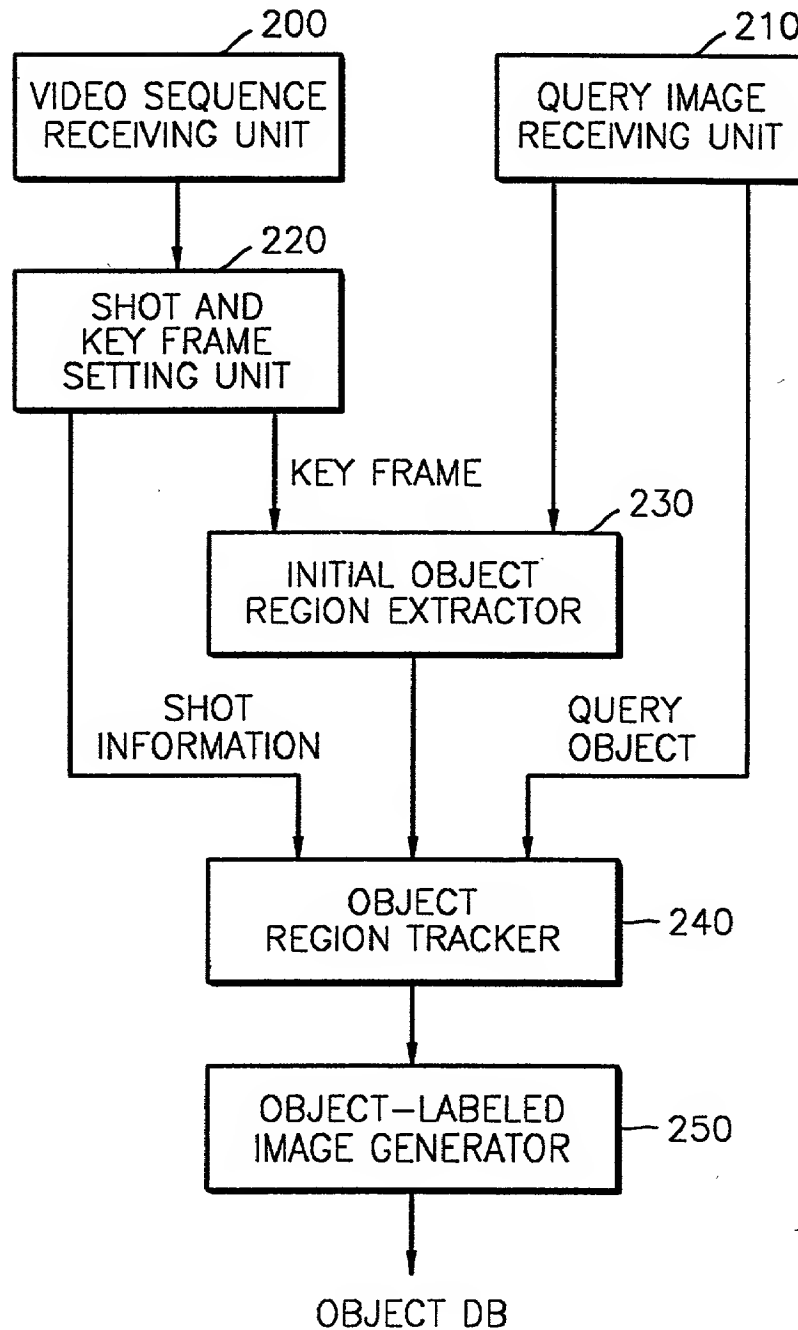 200
VIDEO SEQUENCE
RECEIVING UNIT
210
QUERY IMAGE
RECEIVING UNIT
220
SHOT AND
KEY FRAME
SETTING UNIT
KEY FRAME
230
INITIAL OBJECT
REGION EXTRACTOR
SHOT
INFORMATION
QUERY
OBJECT
OBJECT
REGION TRACKER
240
OBJECT-LABELED
IMAGE GENERATOR
250
OBJECT DB